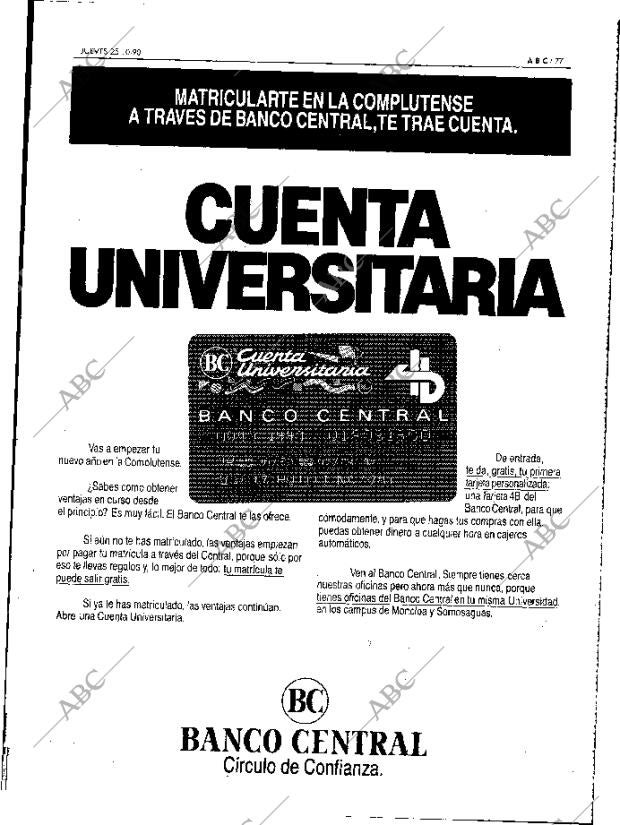 JUEVES 25-10-90
ABC / 77
MATRICULARTE EN LA COMPLUTENSE
A TRAVES DE BANCO CENTRAL, TE TRAE CUENTA.
CUENTA
UNIVERSITARIA
BC Cuenta
Universitaria
BANCO CENTRAL
Vas a empezar tu
nuevo año en la Complutense.
¿Sabes como obtener
ventajas en curso desde
el principio? Es muy fácil. El Banco Central te las ofrece.
Si aún no te has matriculado, las ventajas empiezan
por pagar tu matrícula a través del Central, porque sólo por
eso te llevas regalos y, lo mejor de todo: tu matrícula te
puede salir gratis.
Si ya te has matriculado, las ventajas continúan.
Abre una Cuenta Universitaria.
De entrada,
te da, gratis, tu primera
tarjeta personalizada:
una Tarjeta 4B del
Banco Central, para que
cómodamente, y para que hagas tus compras con ella,
puedas obtener dinero a cualquier hora en cajeros
automáticos.
Ven al Banco Central. Siempre tienes cerca
nuestras oficinas pero ahora más que nunca, porque
tienes oficinas del Banco Central en tu misma Universidad,
en los campus de Moncloa y Somosaguas.
BC
BANCO CENTRAL
Círculo de Confianza.